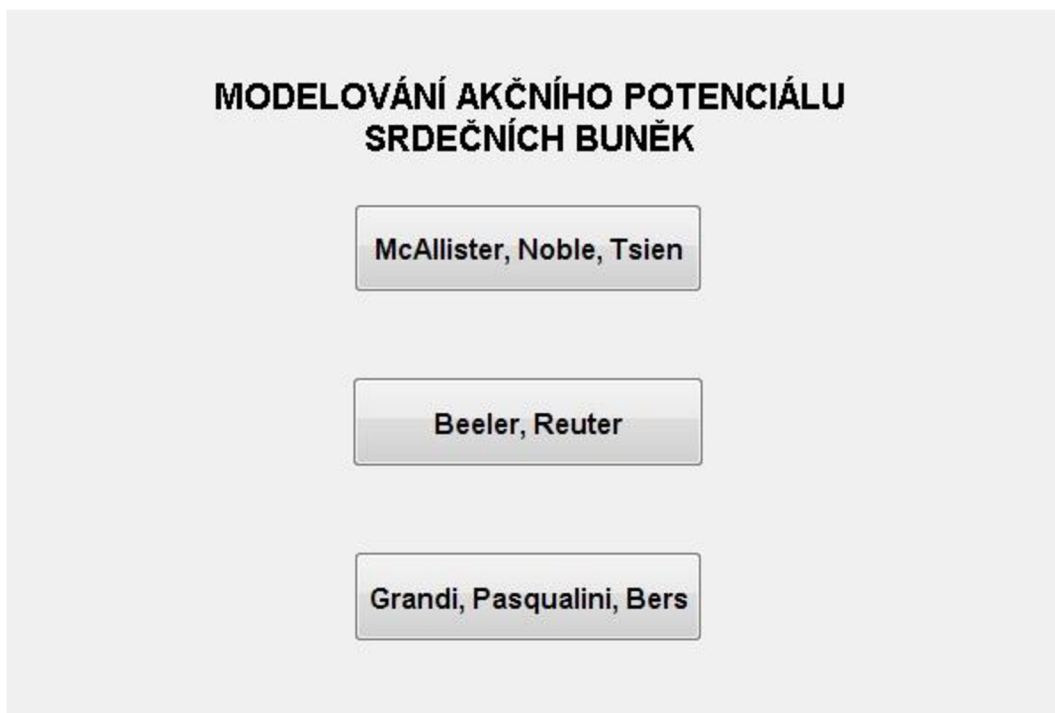 MODELOVÁNÍ AKČNÍHO POTENCIÁLU
SRDEČNÍCH BUNĚK
McAllister, Noble, Tsien
Beeler, Reuter
Grandi, Pasqualini, Bers